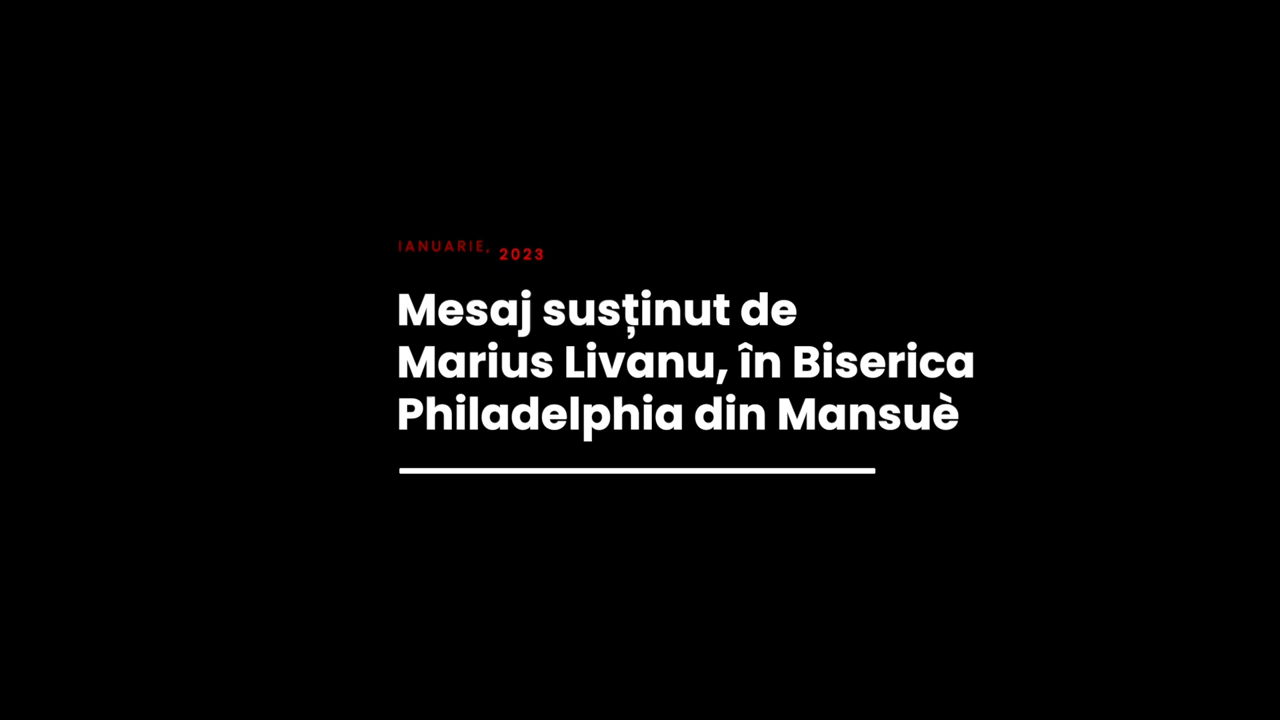 IANUARIE, 2023
Mesaj susținut de
Marius Livanu, în Biserica
Philadelphia din Mansuè